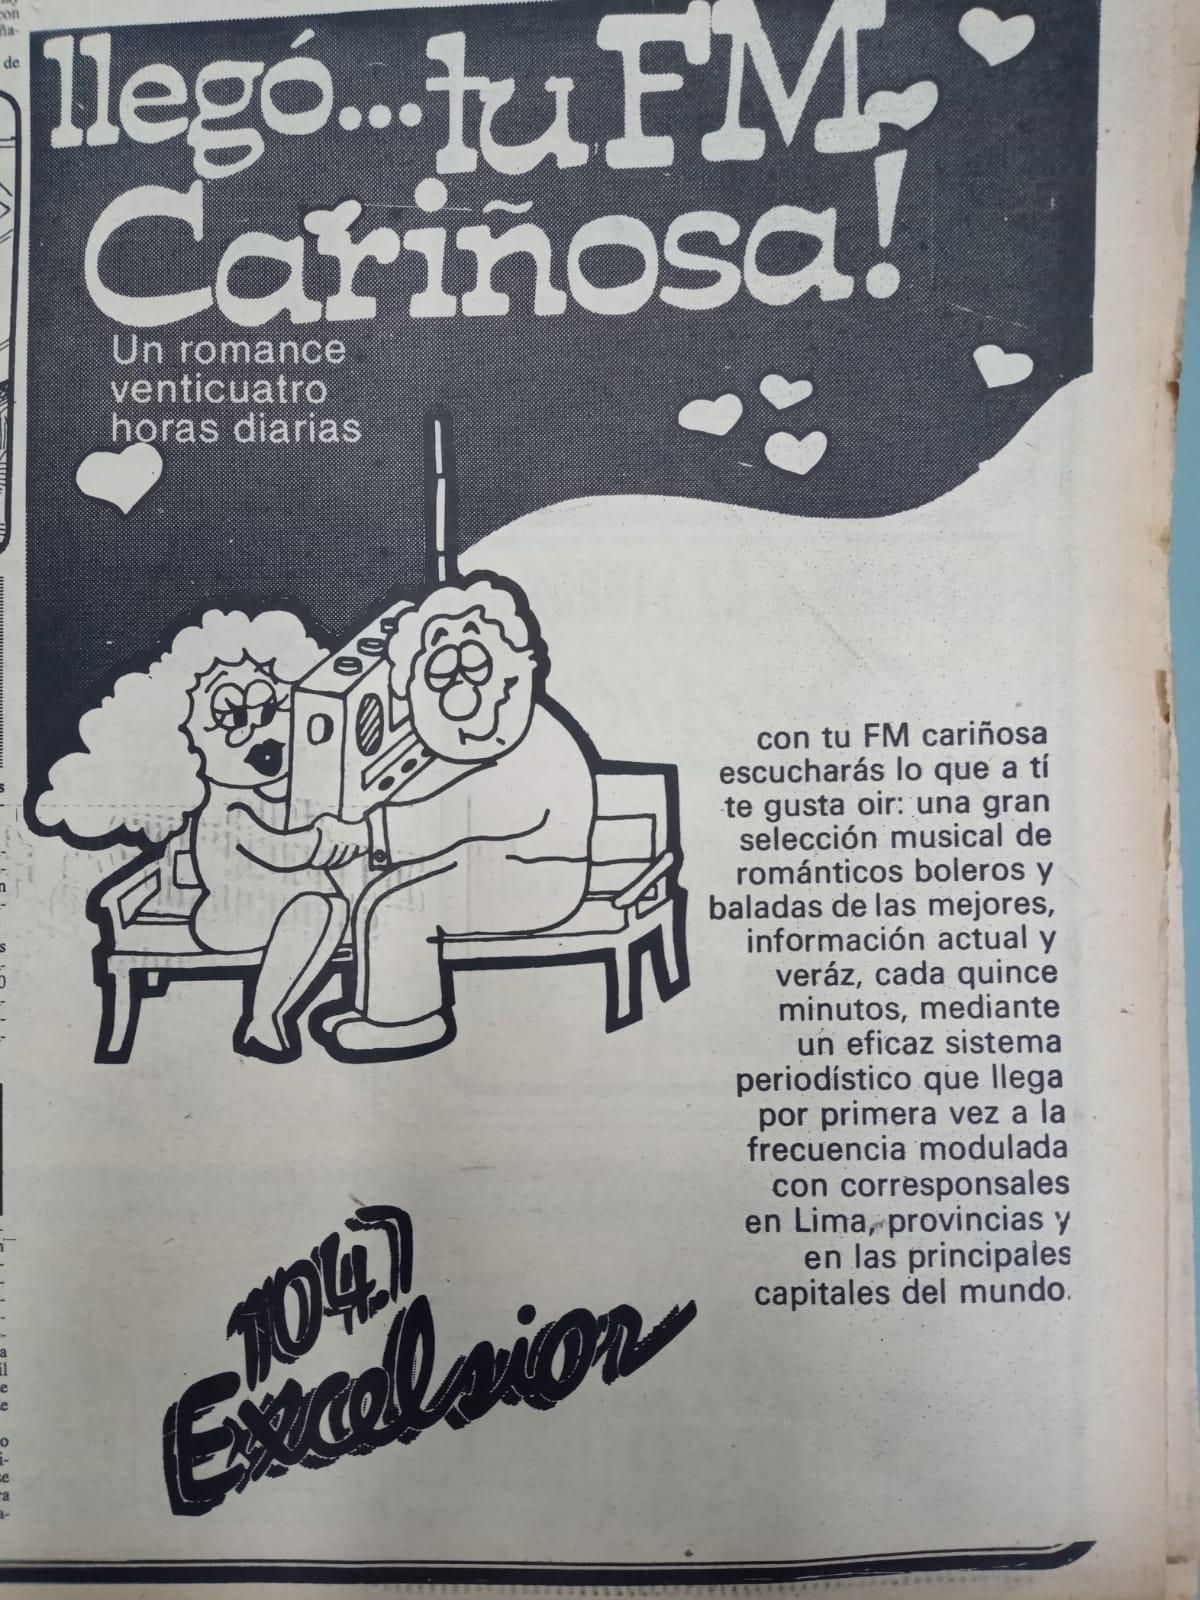 llegó... tu FM
Cariñosa!
Un romance
venticuatro
horas diarias
con tu FM cariñosa
escucharás lo que a tí
te gusta oir: una gran
selección musical de
románticos boleros y
baladas de las mejores,
información actual y
veráz, cada quince
minutos, mediante
un eficaz sistema
periodístico que llega
por primera vez a la
frecuencia modulada
con corresponsales
en Lima, provincias y
en las principales
capitales del mundo.
104.7
Excelsior